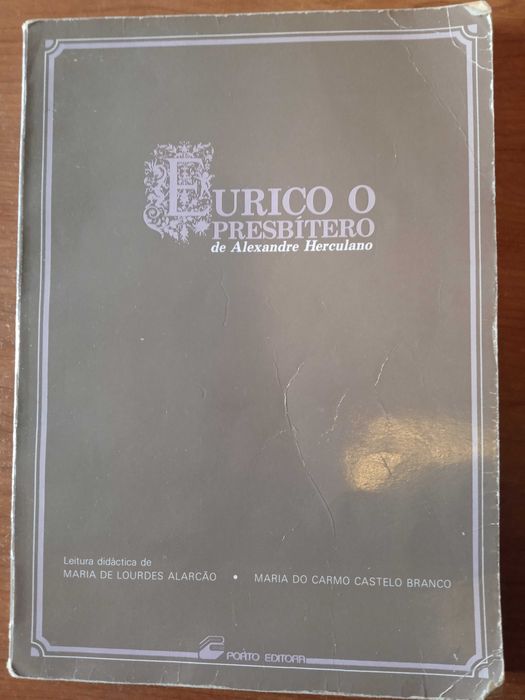 EURICO O
PRESBÍTERO
de Alexandre Herculano
Leitura didáctica de
MARIA DE LOURDES ALARCÃO • MARIA DO CARMO CASTELO BRANCO
PORTO EDITORA